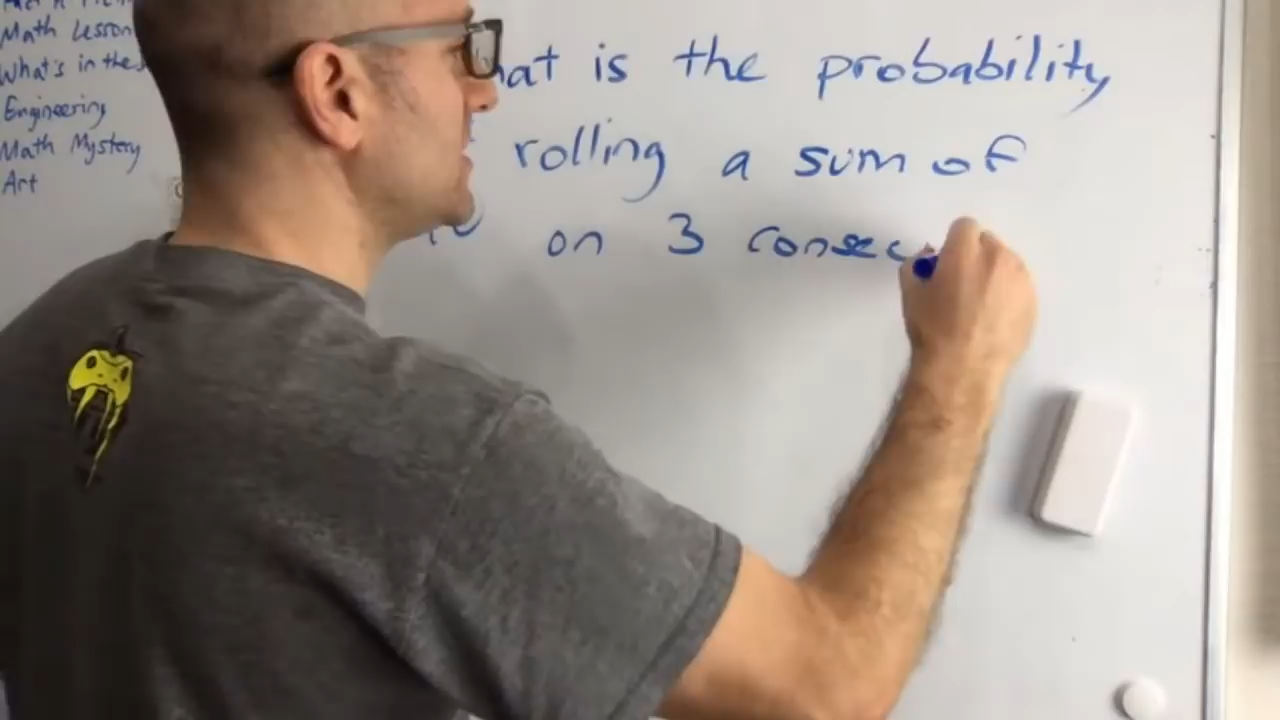 Math Lesson
What's in the
Engineering
Math Mystery
Art
hat is the probability
rolling a sum of
on 3 consec